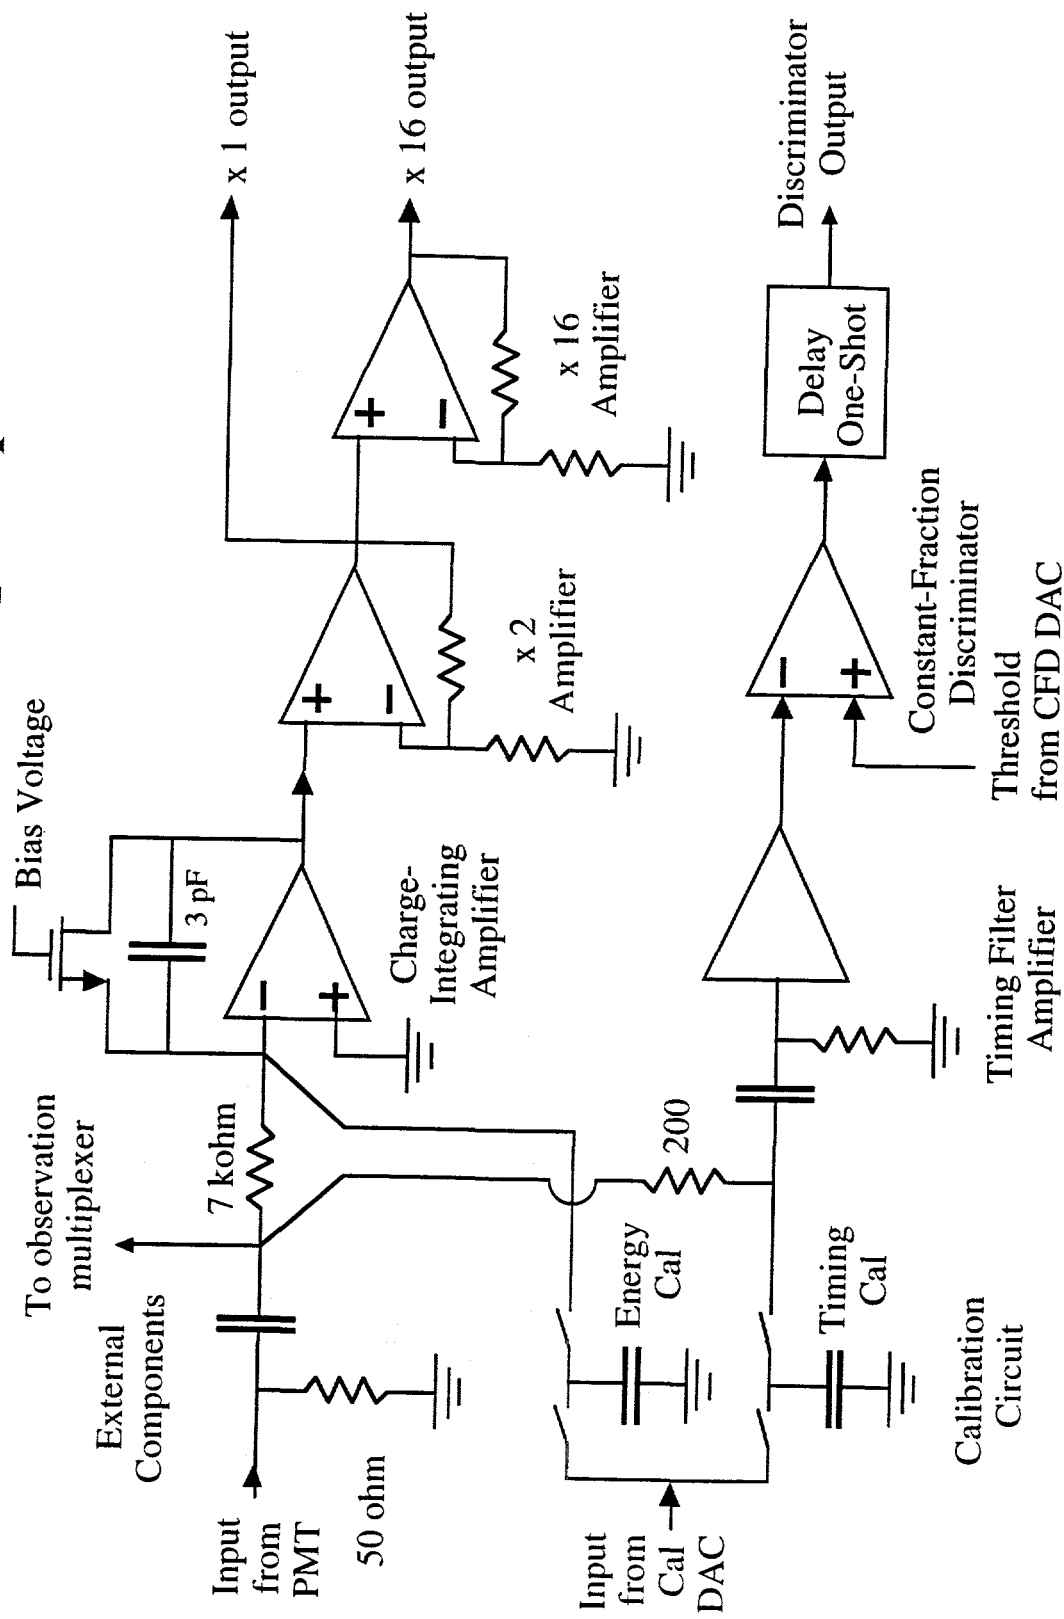 Bias Voltage
To observation
multiplexer
External
Components
Input
from
PMT
50 ohm
7 kohm
3 pF
Charge-
Integrating
Amplifier
x 2
Amplifier
x 16
Amplifier
x 1 output
x 16 output
Input
from
Cal
DAC
Energy
Cal
Timing
Cal
Calibration
Circuit
200
Timing Filter
Amplifier
Threshold
from CFD DAC
Constant-Fraction
Discriminator
Delay
One-Shot
Discriminator
Output